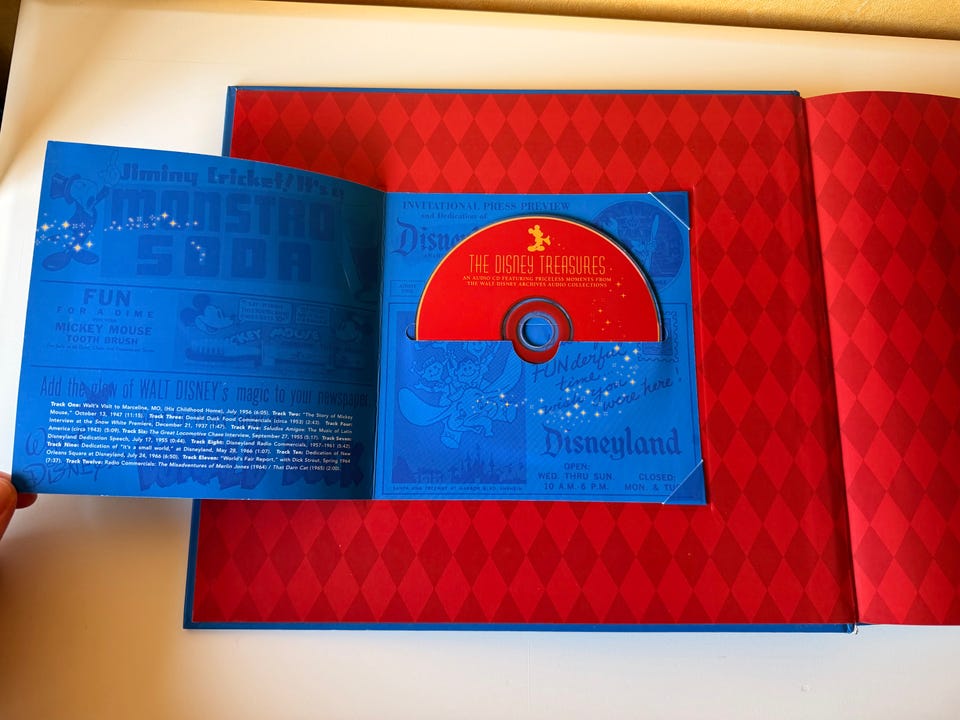 Jiminy Cricket! It's
MONSTRO
SODA
FUN
FOR A DIME
MICKEY MOUSE
TOOTH BRUSH
Add the glow of WALT DISNEY's magic to your newspaper
Track One: Walt's Visit to Marceline, MO, (His Childhood Home), July 1956 (6:05). Track Two: "The Story of Mickey
Mouse," October 13, 1947 (11:15). Track Three: Donald Duck Food Commercials (circa 1953) (2:43). Track Four:
Interview at the Snow White Premiere, December 21, 1937 (1:47). Track Five: Saludos Amigos: The Music of Latin
America (circa 1943) (5:09). Track Six: The Great Locomotive Chase Interview, September 27, 1955 (5:17). Track Seven:
Disneyland Dedication Speech, July 17, 1955 (0:44). Track Eight: Disneyland Radio Commercials, 1957-1961 (5:42).
Track Nine: Dedication of "it's a small world," at Disneyland, May 28, 1966 (1:07). Track Ten: Dedication of New
Orleans Square at Disneyland, July 24, 1966 (6:50). Track Eleven: "World's Fair Report," with Dick Strout, Spring 1964
(7:37). Track Twelve: Radio Commercials: The Misadventures of Merlin Jones (1964) / That Darn Cat (1965) (2:00).
INVITATIONAL PRESS PREVIEW
and Dedication of
Disney
THE DISNEY TREASURES
AN AUDIO CD FEATURING PRICELESS MOMENTS FROM
THE WALT DISNEY ARCHIVES AUDIO COLLECTIONS
FUNderful
time
wish you
were here!
Disneyland
OPEN:
WED. THRU SUN.
10 A.M.-6 P.M.
CLOSED:
MON. & TU